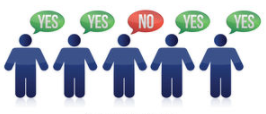 YES YES NO YES YES